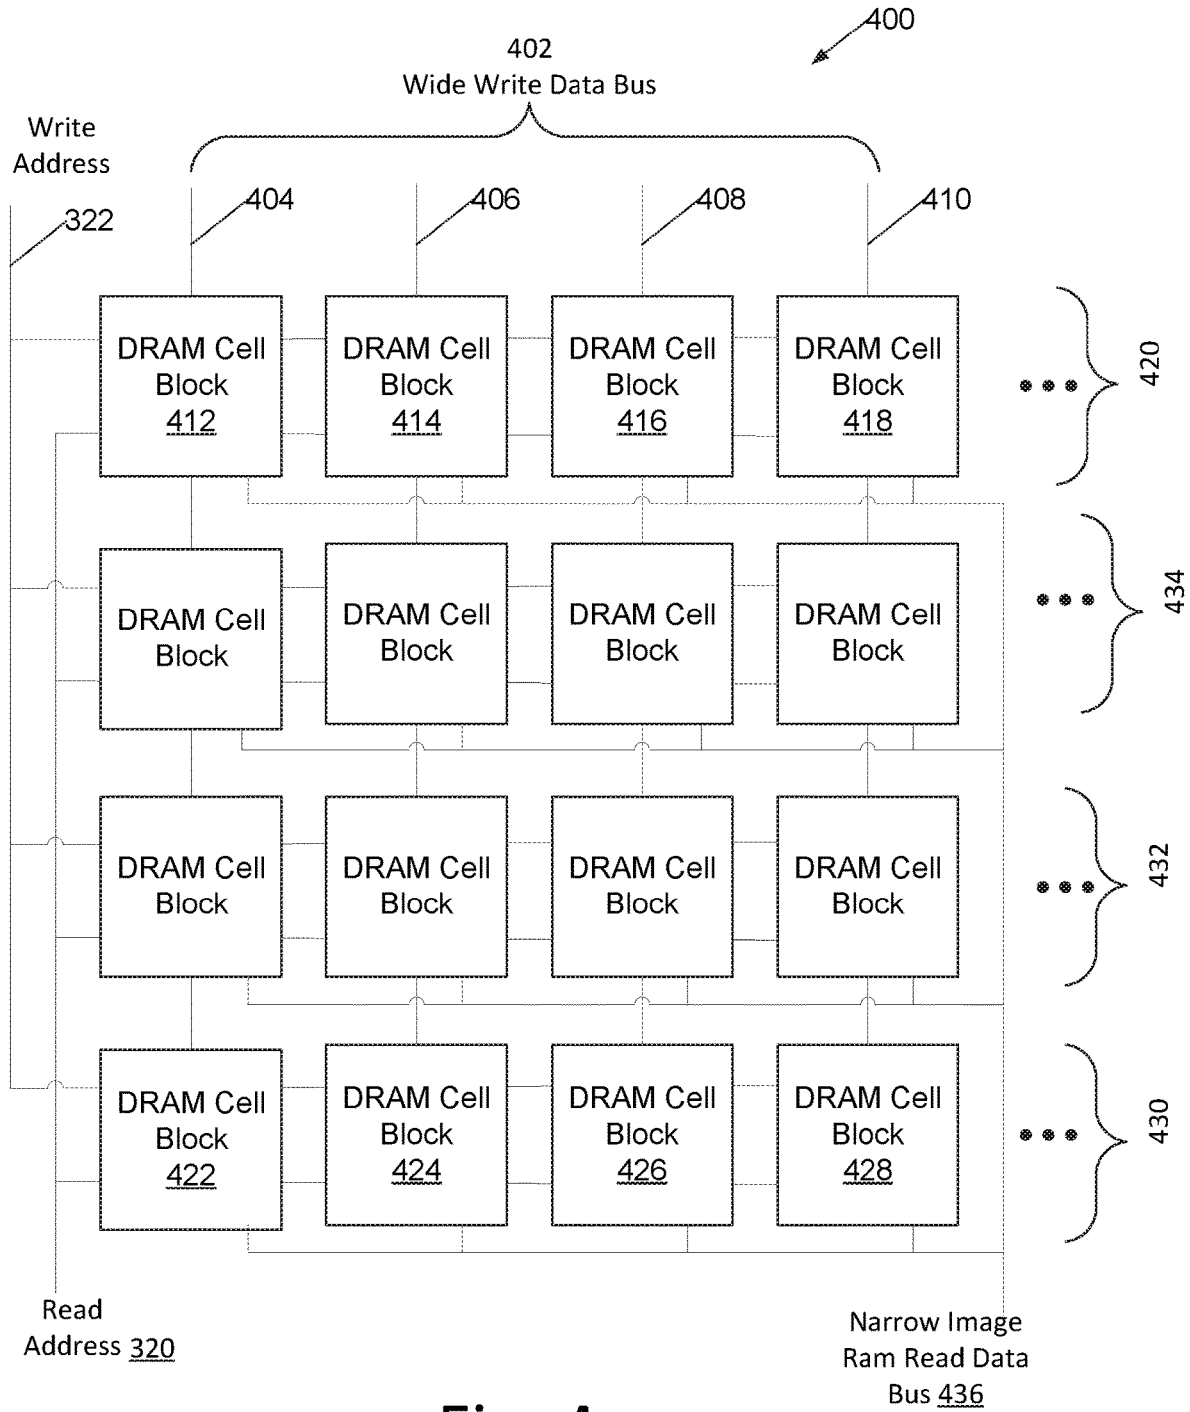 400
402
Wide Write Data Bus
Write
Address
322
404
406
408
410
DRAM Cell
Block
412
DRAM Cell
Block
414
DRAM Cell
Block
416
DRAM Cell
Block
418
420
DRAM Cell
Block
DRAM Cell
Block
DRAM Cell
Block
DRAM Cell
Block
434
DRAM Cell
Block
DRAM Cell
Block
DRAM Cell
Block
DRAM Cell
Block
432
DRAM Cell
Block
422
DRAM Cell
Block
424
DRAM Cell
Block
426
DRAM Cell
Block
428
430
Read
Address 320
Narrow Image
Ram Read Data
Bus 436